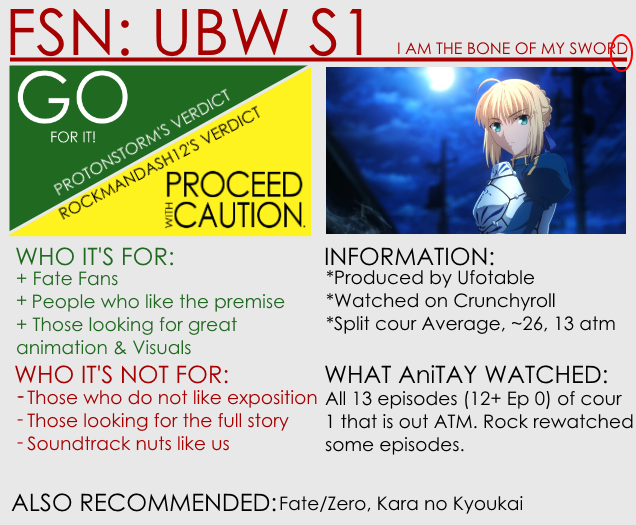 FSN: UBW S1
I AM THE BONE OF MY SWORD
GO
FOR IT!
PROTONSTORM'S VERDICT
ROCKMANDASH12'S VERDICT
PROCEED
WITH CAUTION.
WHO IT'S FOR:
+ Fate Fans
+ People who like the premise
+ Those looking for great
animation & Visuals
WHO IT'S NOT FOR:
- Those who do not like exposition
- Those looking for the full story
- Soundtrack nuts like us
INFORMATION:
*Produced by Ufotable
*Watched on Crunchyroll
*Split cour Average, ~26, 13 atm
WHAT AniTAY WATCHED:
All 13 episodes (12+ Ep 0) of cour
1 that is out ATM. Rock rewatched
some episodes.
ALSO RECOMMENDED: Fate/Zero, Kara no Kyoukai